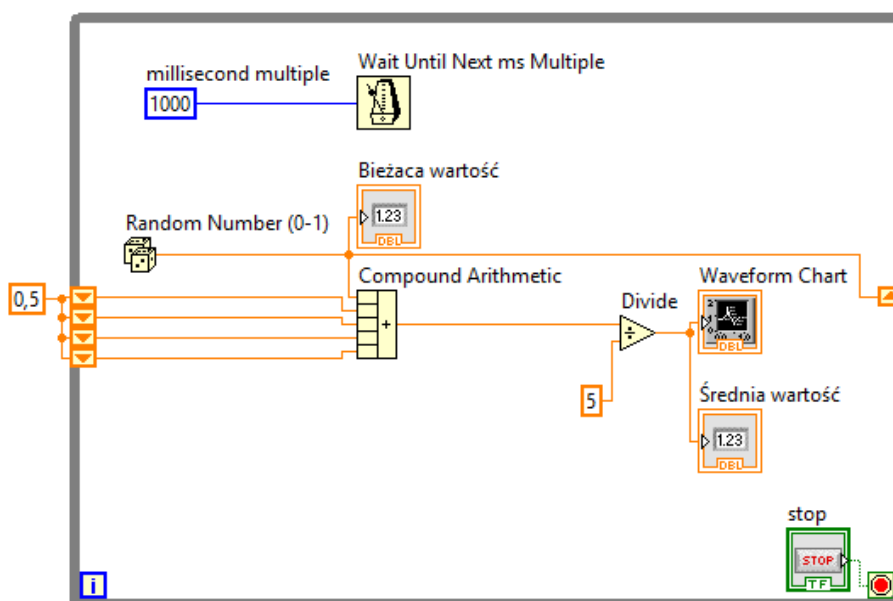 Wait Until Next ms Multiple
millisecond multiple
1000
Bieżaca wartość
1.23
DBL
Random Number (0-1)
Compound Arithmetic
Waveform Chart
0,5
Divide
+
÷
DBL
5
Średnia wartość
1.23
DBL
stop
STOP
TF
i